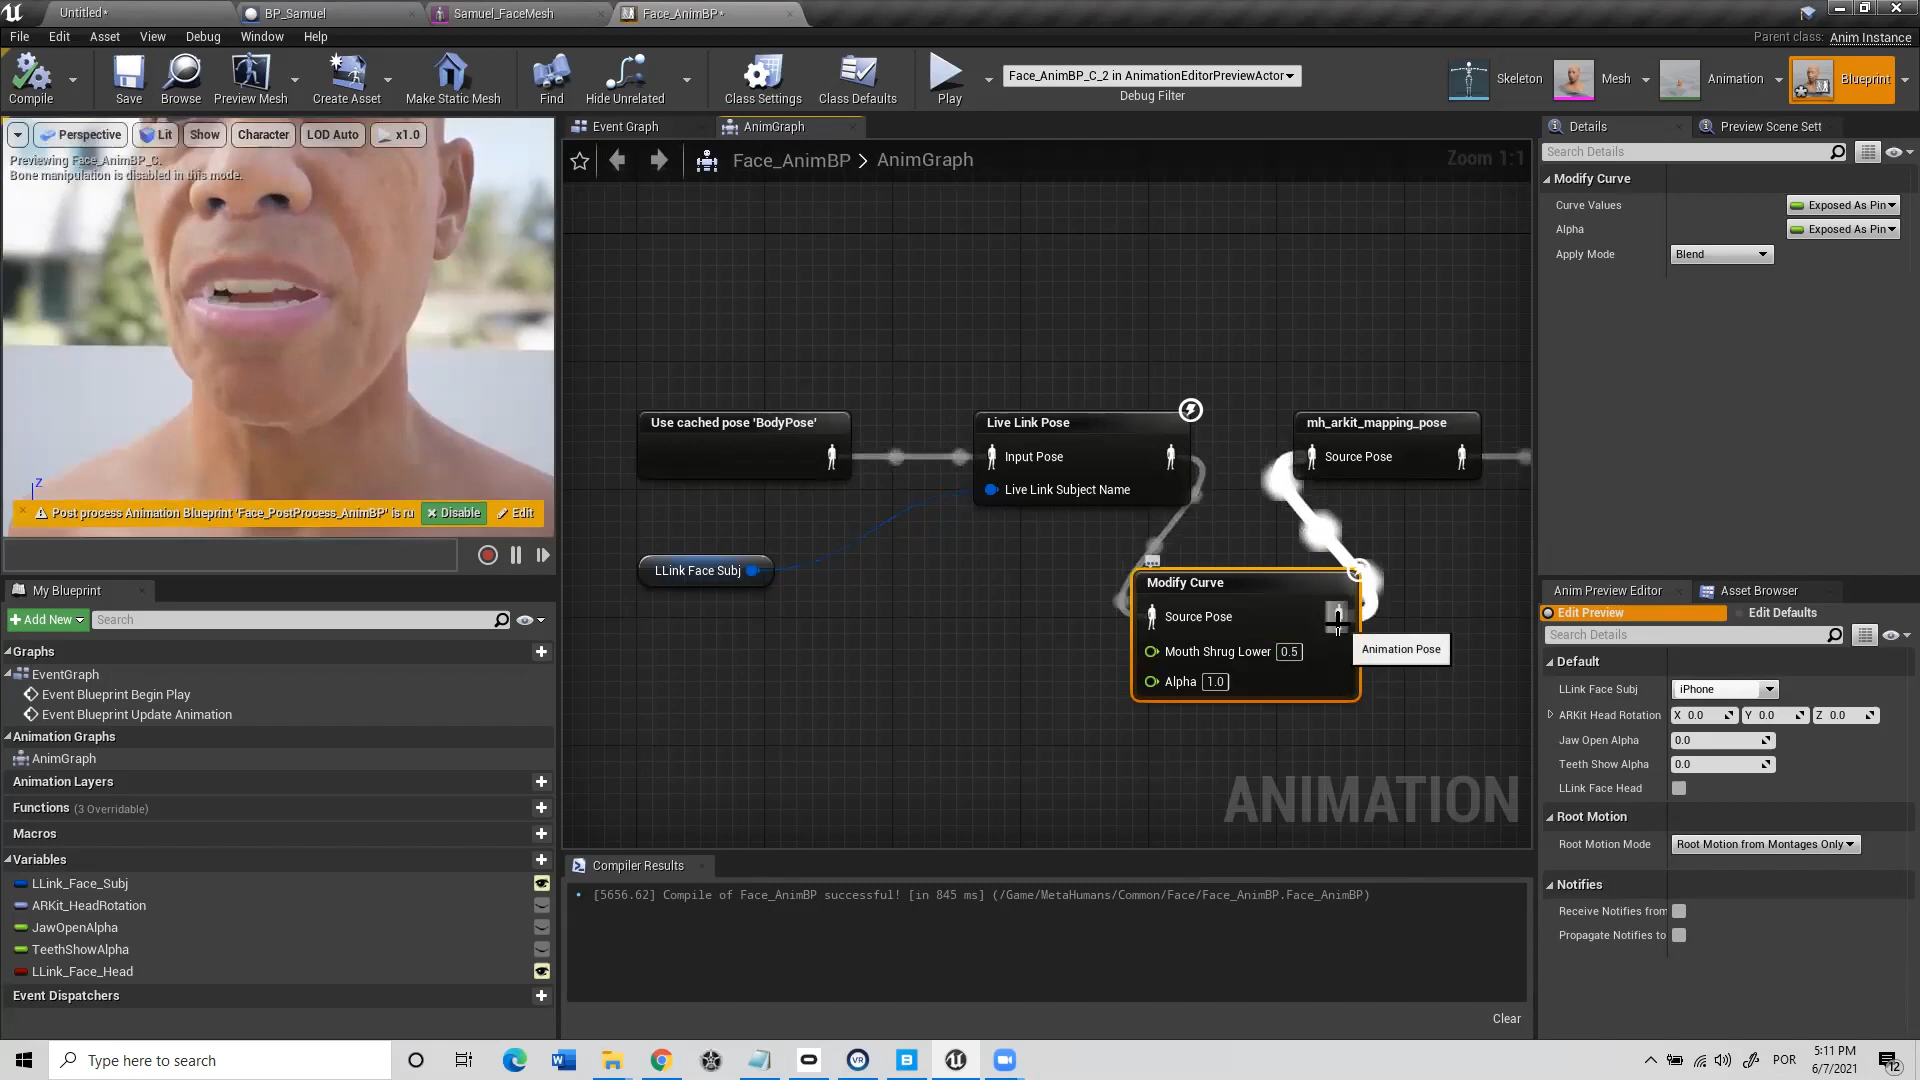 Untitled*
BP_Samuel
Samuel_FaceMesh
Face_AnimBP*
File Edit Asset View Debug Window Help
Parent class: Anim Instance
Compile
Save
Browse
Preview Mesh
Create Asset
Make Static Mesh
Find
Hide Unrelated
Class Settings
Class Defaults
Play
Face_AnimBP_C_2 in AnimationEditorPreviewActor
Debug Filter
Skeleton
Mesh
Animation
Blueprint
Perspective
Lit
Show
Character
LOD Auto
x1.0
Previewing Face_AnimBP_C.
Bone manipulation is disabled in this mode.
Z
Post process Animation Blueprint 'Face_PostProcess_AnimBP' is ru
Disable
Edit
My Blueprint
Add New
Search
Graphs
EventGraph
Event Blueprint Begin Play
Event Blueprint Update Animation
Animation Graphs
AnimGraph
Animation Layers
Functions (3 Overridable)
Macros
Variables
LLink_Face_Subj
ARKit_HeadRotation
JawOpenAlpha
TeethShowAlpha
LLink_Face_Head
Event Dispatchers
Event Graph
AnimGraph
Face_AnimBP > AnimGraph
Zoom 1:1
Use cached pose 'BodyPose'
Live Link Pose
Input Pose
Live Link Subject Name
mh_arkit_mapping_pose
Source Pose
LLink Face Subj
Modify Curve
Source Pose
Mouth Shrug Lower 0.5
Alpha 1.0
Animation Pose
ANIMATION
Compiler Results
[5656.62] Compile of Face_AnimBP successful! [in 845 ms] (/Game/MetaHumans/Common/Face/Face_AnimBP.Face_AnimBP)
Clear
Details
Preview Scene Sett
Search Details
Modify Curve
Curve Values Exposed As Pin
Alpha Exposed As Pin
Apply Mode Blend
Anim Preview Editor
Asset Browser
Edit Preview
Edit Defaults
Search Details
Default
LLink Face Subj iPhone
ARKit Head Rotation X 0.0 Y 0.0 Z 0.0
Jaw Open Alpha 0.0
Teeth Show Alpha 0.0
LLink Face Head
Root Motion
Root Motion Mode Root Motion from Montages Only
Notifies
Receive Notifies from
Propagate Notifies to
Type here to search
POR
5:11 PM
6/7/2021
12